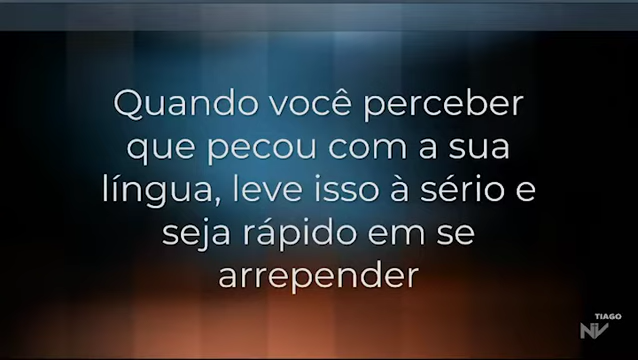 Quando você perceber
que pecou com a sua
língua, leve isso à sério e
seja rápido em se
arrepender
TIAGO
NV